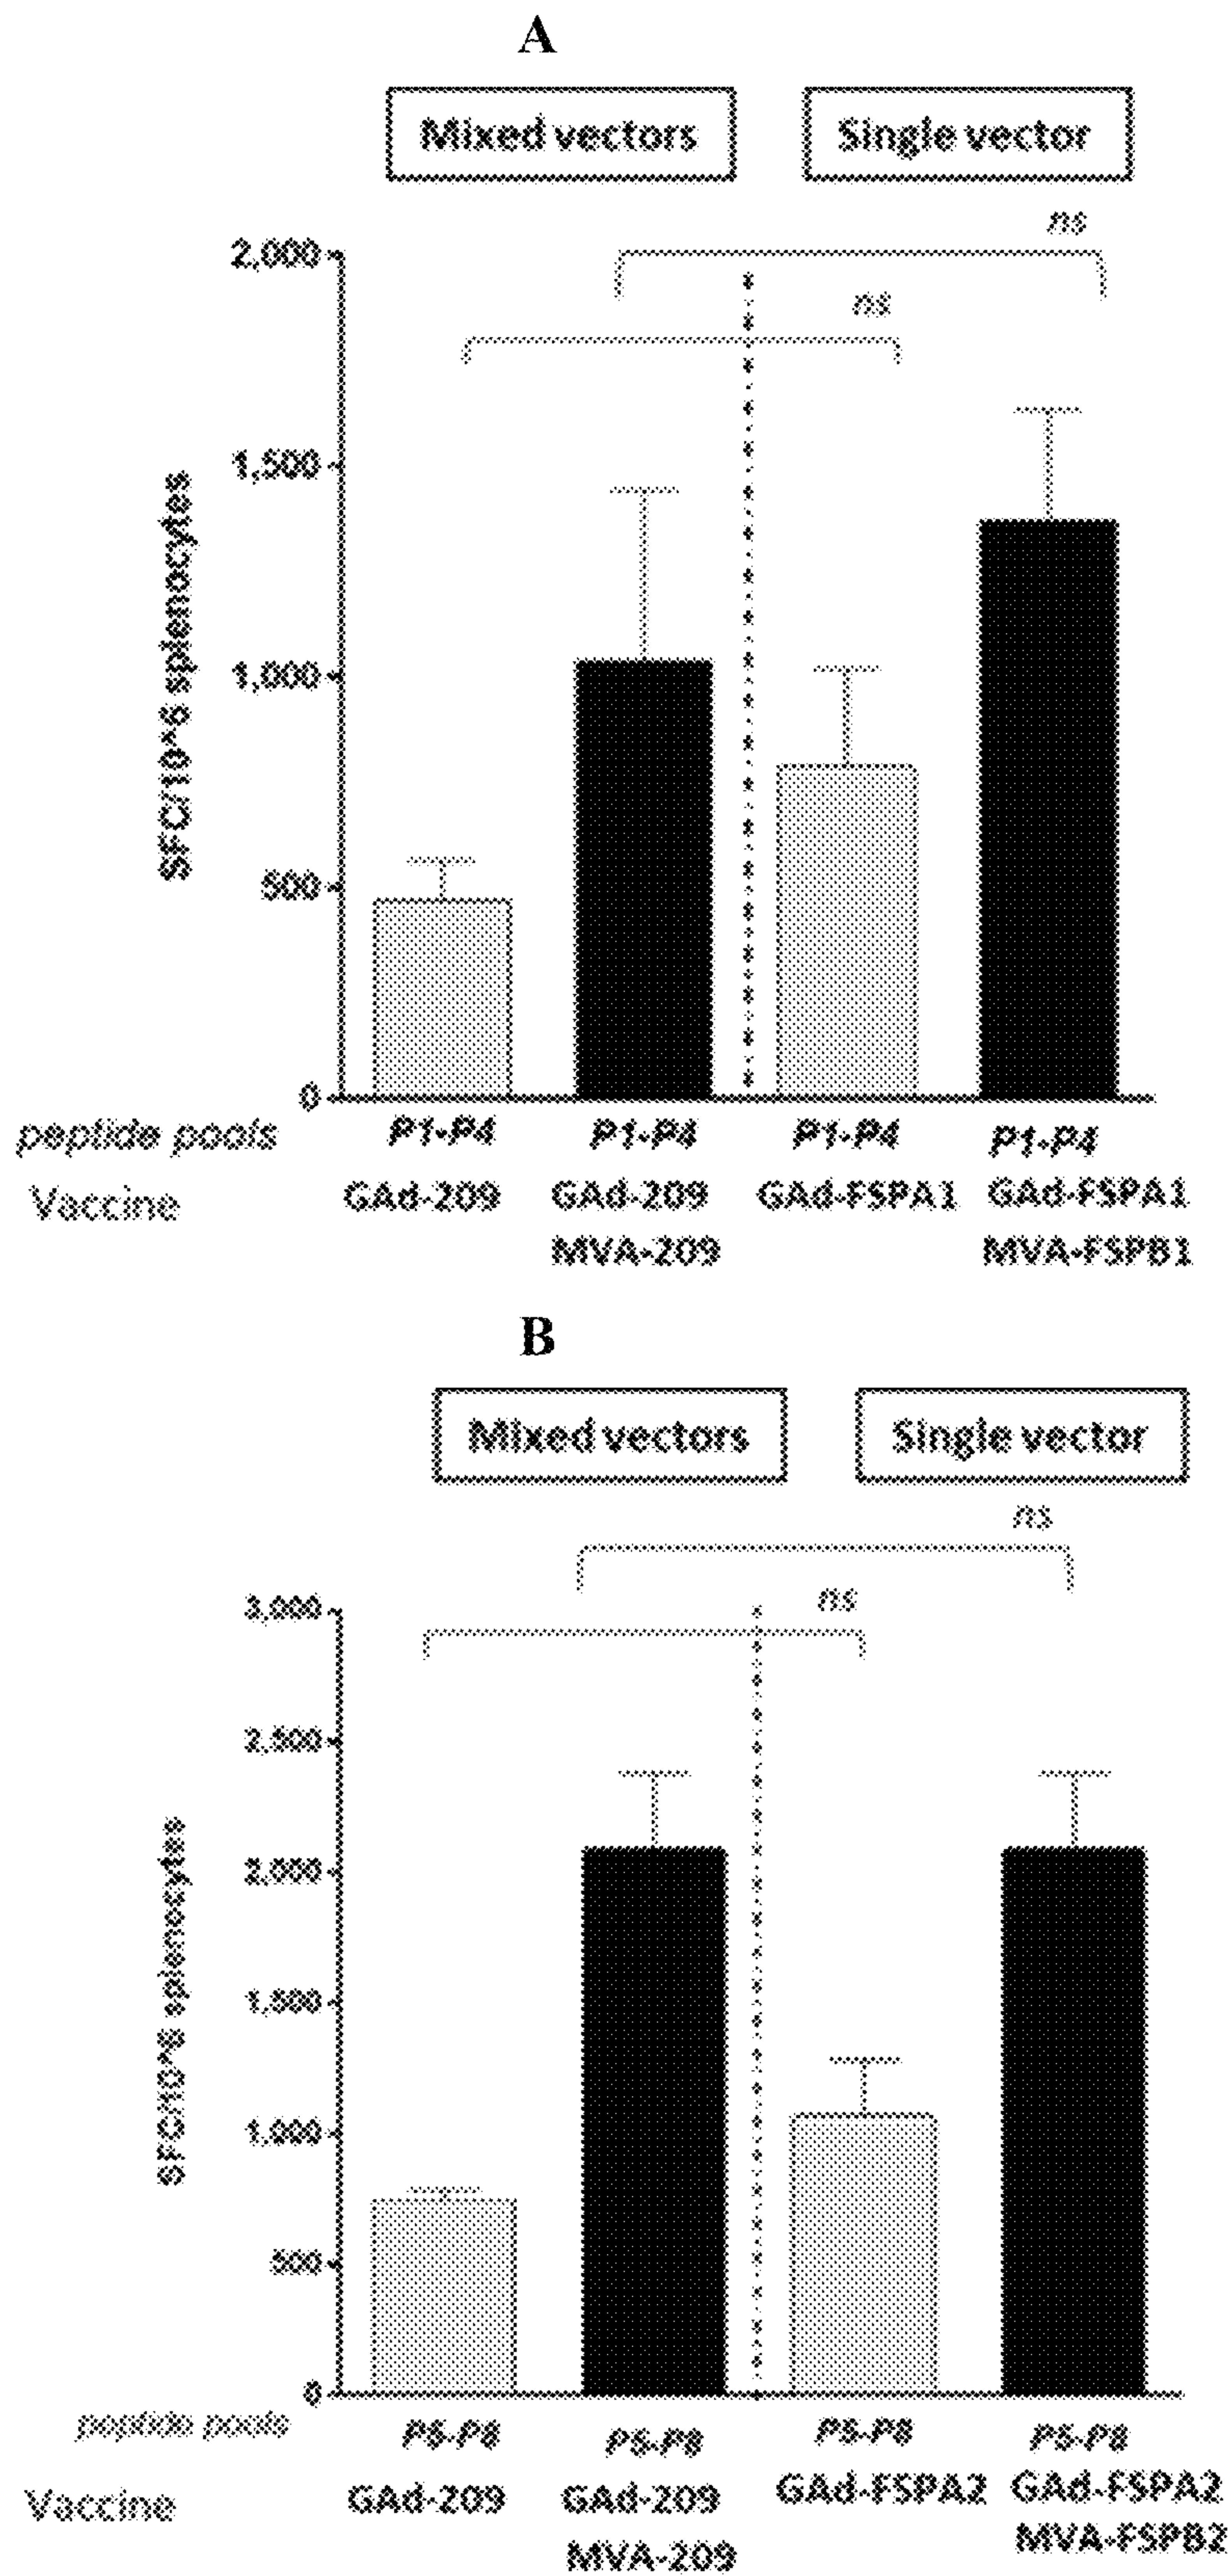 A
Mixed vectors
Single vector
ns
2,000
ns
1,500
1,000
500
0
SFC/10^6 splenocytes
peptide pools
P1-P4
P1-P4
P1-P4
P1-P4
Vaccine
GAd-209
GAd-209
MVA-209
GAd-FSPA1
GAd-FSPA1
MVA-FSPB1
B
Mixed vectors
Single vector
ns
ns
3,000
2,500
2,000
1,500
1,000
500
0
SFC/10^6 splenocytes
peptide pools
P5-P8
P5-P8
P5-P8
P5-P8
Vaccine
GAd-209
GAd-209
MVA-209
GAd-FSPA2
GAd-FSPA2
MVA-FSPB2